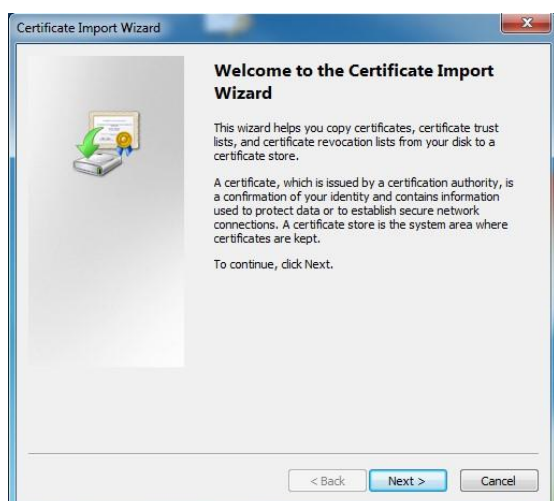 Certificate Import Wizard
Welcome to the Certificate Import
Wizard
This wizard helps you copy certificates, certificate trust
lists, and certificate revocation lists from your disk to a
certificate store.
A certificate, which is issued by a certification authority, is
a confirmation of your identity and contains information
used to protect data or to establish secure network
connections. A certificate store is the system area where
certificates are kept.
To continue, click Next.
< Back Next > Cancel